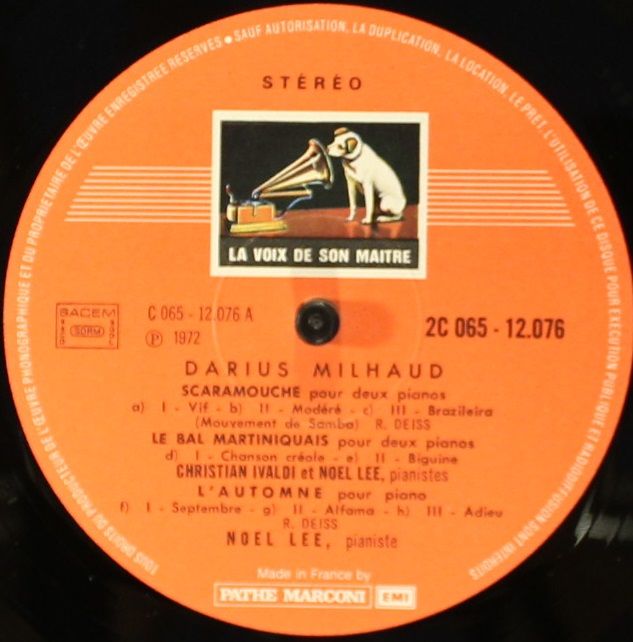 TOUS DROITS DU PRODUCTEUR DE L'ŒUVRE PHONOGRAPHIQUE ET DU PROPRIETAIRE DE L'ŒUVRE ENREGISTREE RESERVES ● SAUF AUTORISATION, LA DUPLICATION, LA LOCATION, LE PRET, L'UTILISATION DE CE DISQUE POUR EXECUTION PUBLIQUE ET RADIODIFFUSION SONT INTERDITS
STÉRÉO
LA VOIX DE SON MAITRE
SACEM
SDRM
C 065 - 12.076 A
Ⓟ 1972
2C 065 - 12.076
DARIUS MILHAUD
SCARAMOUCHE pour deux pianos
a) I - Vif - b) II - Modéré - c) III - Brazileira
(Mouvement de Samba) R. DEISS
LE BAL MARTINIQUAIS pour deux pianos
d) I - Chanson créole - e) II - Biguine
CHRISTIAN IVALDI et NOEL LEE, pianistes
L'AUTOMNE pour piano
f) I - Septembre - g) II - Alfama - h) III - Adieu
R. DEISS
NOEL LEE, pianiste
Made in France by
PATHE MARCONI EMI